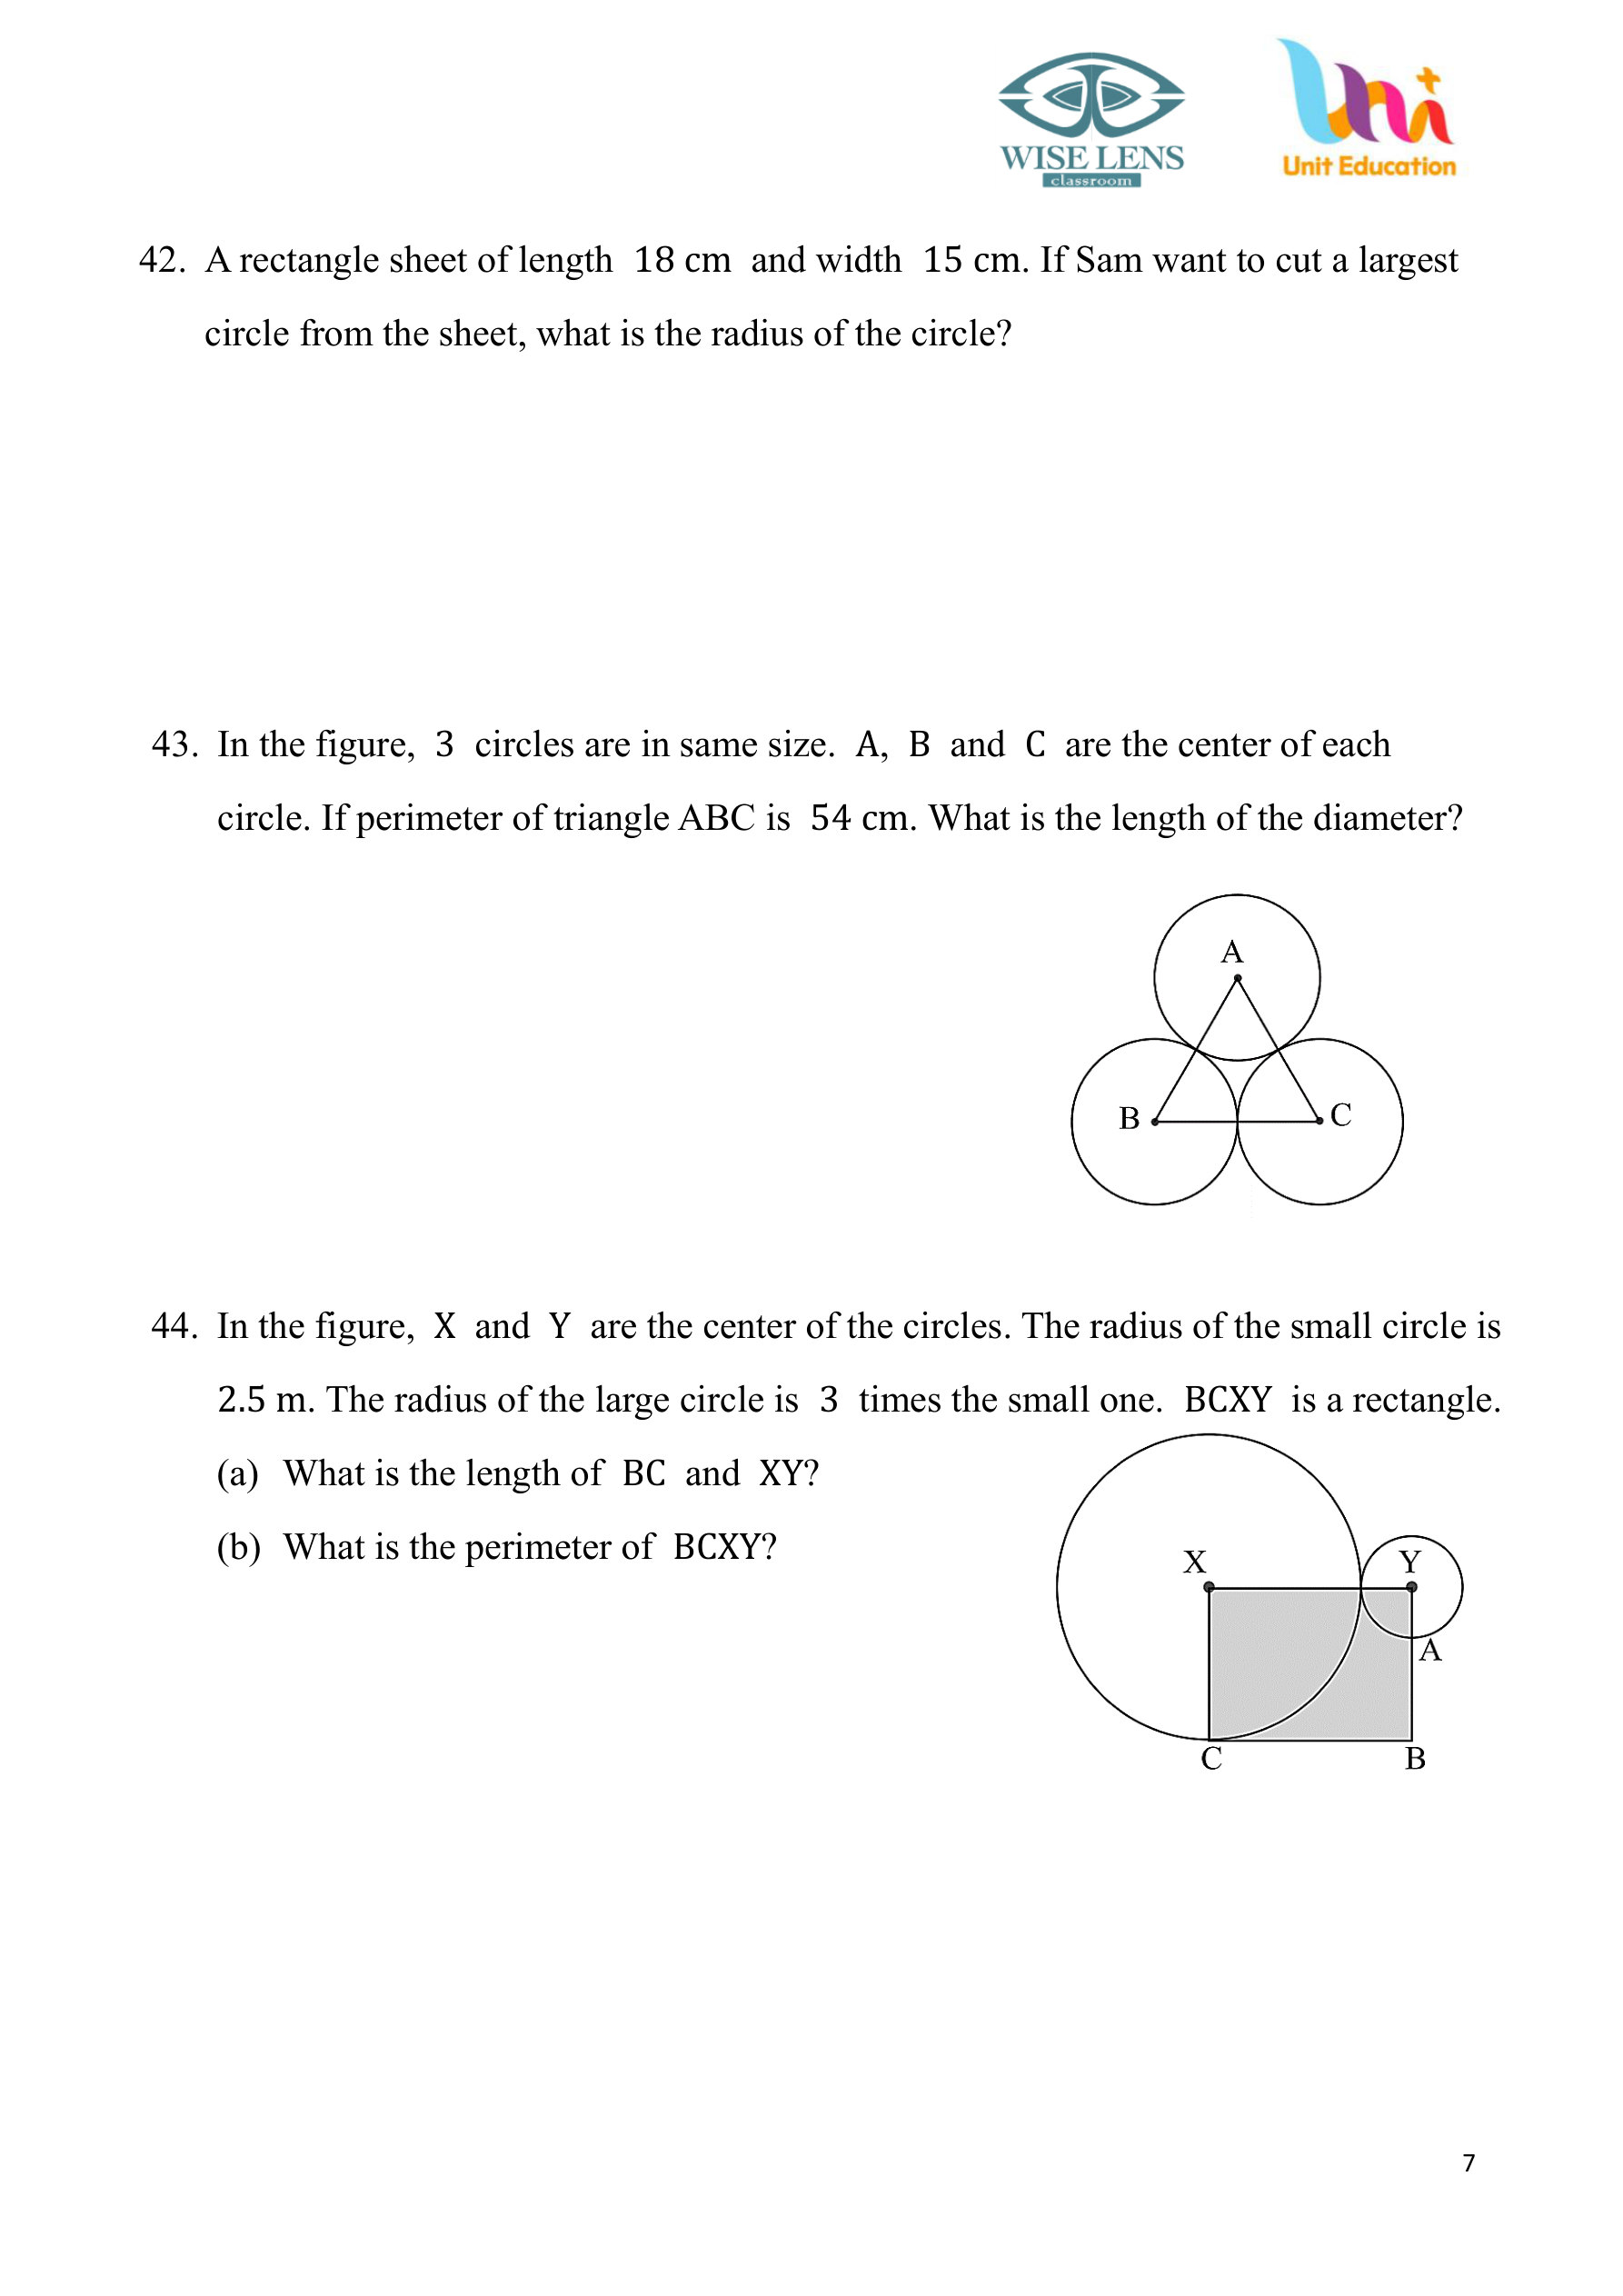 WISE LENS
classroom
Uni
Unit Education
42. A rectangle sheet of length 18 cm and width 15 cm. If Sam want to cut a largest
circle from the sheet, what is the radius of the circle?
43. In the figure, 3 circles are in same size. A, B and C are the center of each
circle. If perimeter of triangle ABC is 54 cm. What is the length of the diameter?
A
B
C
44. In the figure, X and Y are the center of the circles. The radius of the small circle is
2.5 m. The radius of the large circle is 3 times the small one. BCXY is a rectangle.
(a) What is the length of BC and XY?
(b) What is the perimeter of BCXY?
X
Y
A
C
B
7